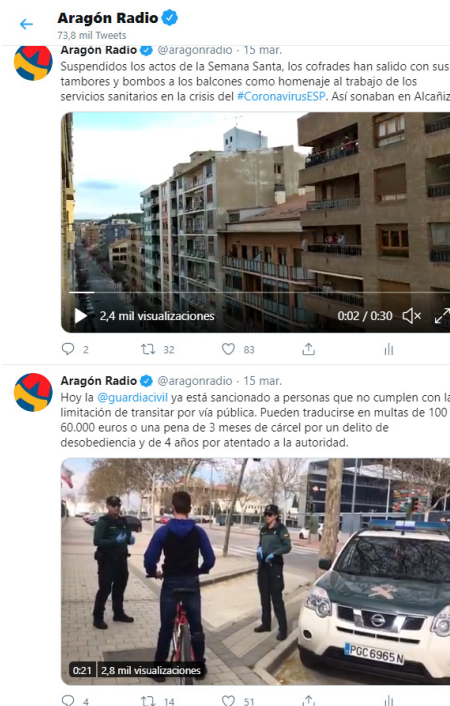 Aragón Radio
73,8 mil Tweets
Aragón Radio @aragonradio · 15 mar.
Suspendidos los actos de la Semana Santa, los cofrades han salido con sus
tambores y bombos a los balcones como homenaje al trabajo de los
servicios sanitarios en la crisis del #CoronavirusESP. Así sonaban en Alcañiz
2,4 mil visualizaciones
0:02 / 0:30
2 32 83
Aragón Radio @aragonradio · 15 mar.
Hoy la @guardiacivil ya está sancionado a personas que no cumplen con la
limitación de transitar por vía pública. Pueden traducirse en multas de 100
60.000 euros o una pena de 3 meses de cárcel por un delito de
desobediencia y de 4 años por atentado a la autoridad.
PGC6965N
0:21 2,8 mil visualizaciones
4 14 51